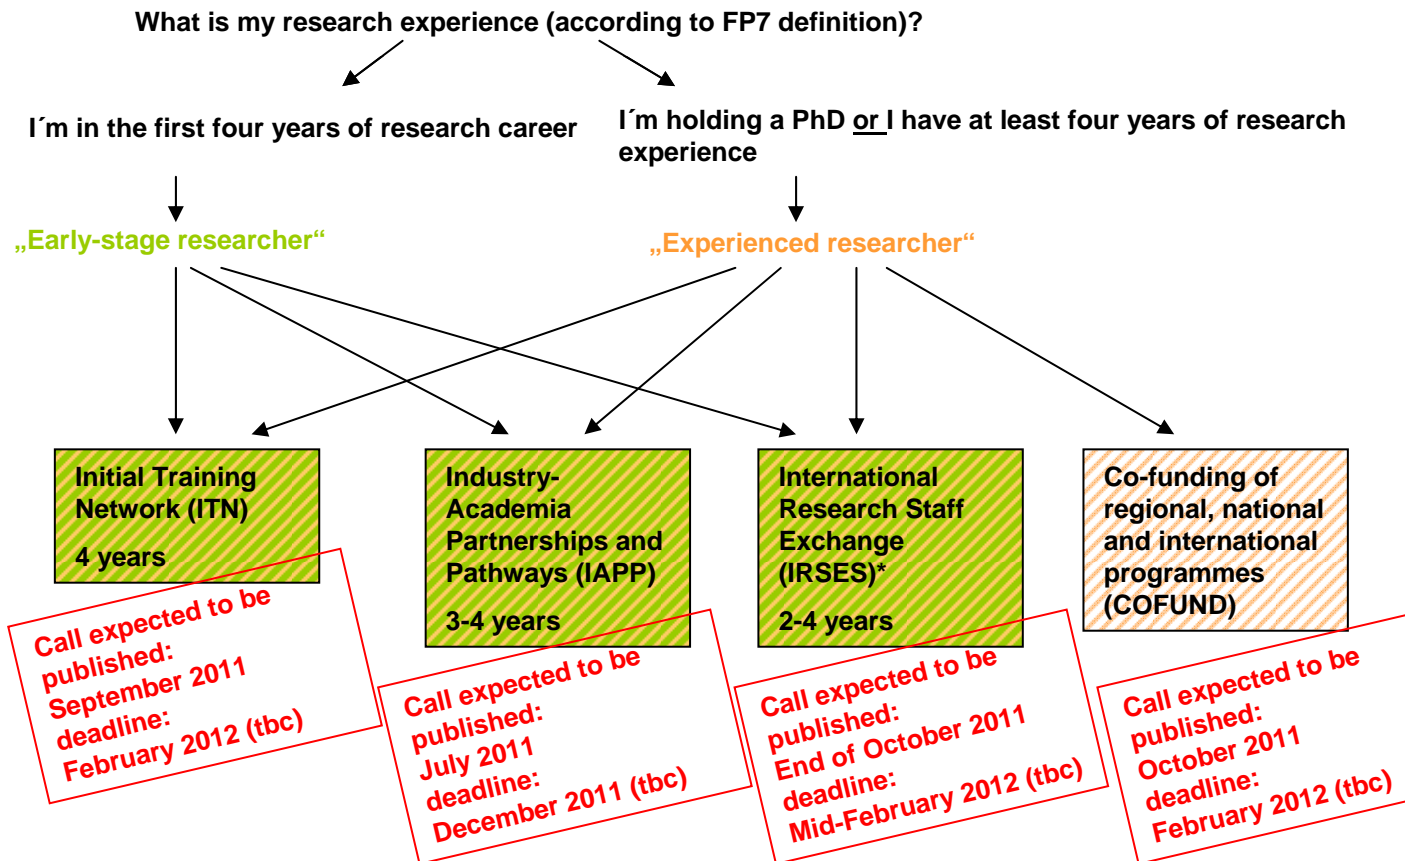 What is my research experience (according to FP7 definition)?
I´m in the first four years of research career
I´m holding a PhD or I have at least four years of research
experience
„Early-stage researcher“
„Experienced researcher“
Initial Training
Network (ITN)
4 years
Industry-
Academia
Partnerships and
Pathways (IAPP)
3-4 years
International
Research Staff
Exchange
(IRSES)*
2-4 years
Co-funding of
regional, national
and international
programmes
(COFUND)
Call expected to be
published:
September 2011
deadline:
February 2012 (tbc)
Call expected to be
published:
July 2011
deadline:
December 2011 (tbc)
Call expected to be
published:
End of October 2011
deadline:
Mid-February 2012 (tbc)
Call expected to be
published:
October 2011
deadline:
February 2012 (tbc)